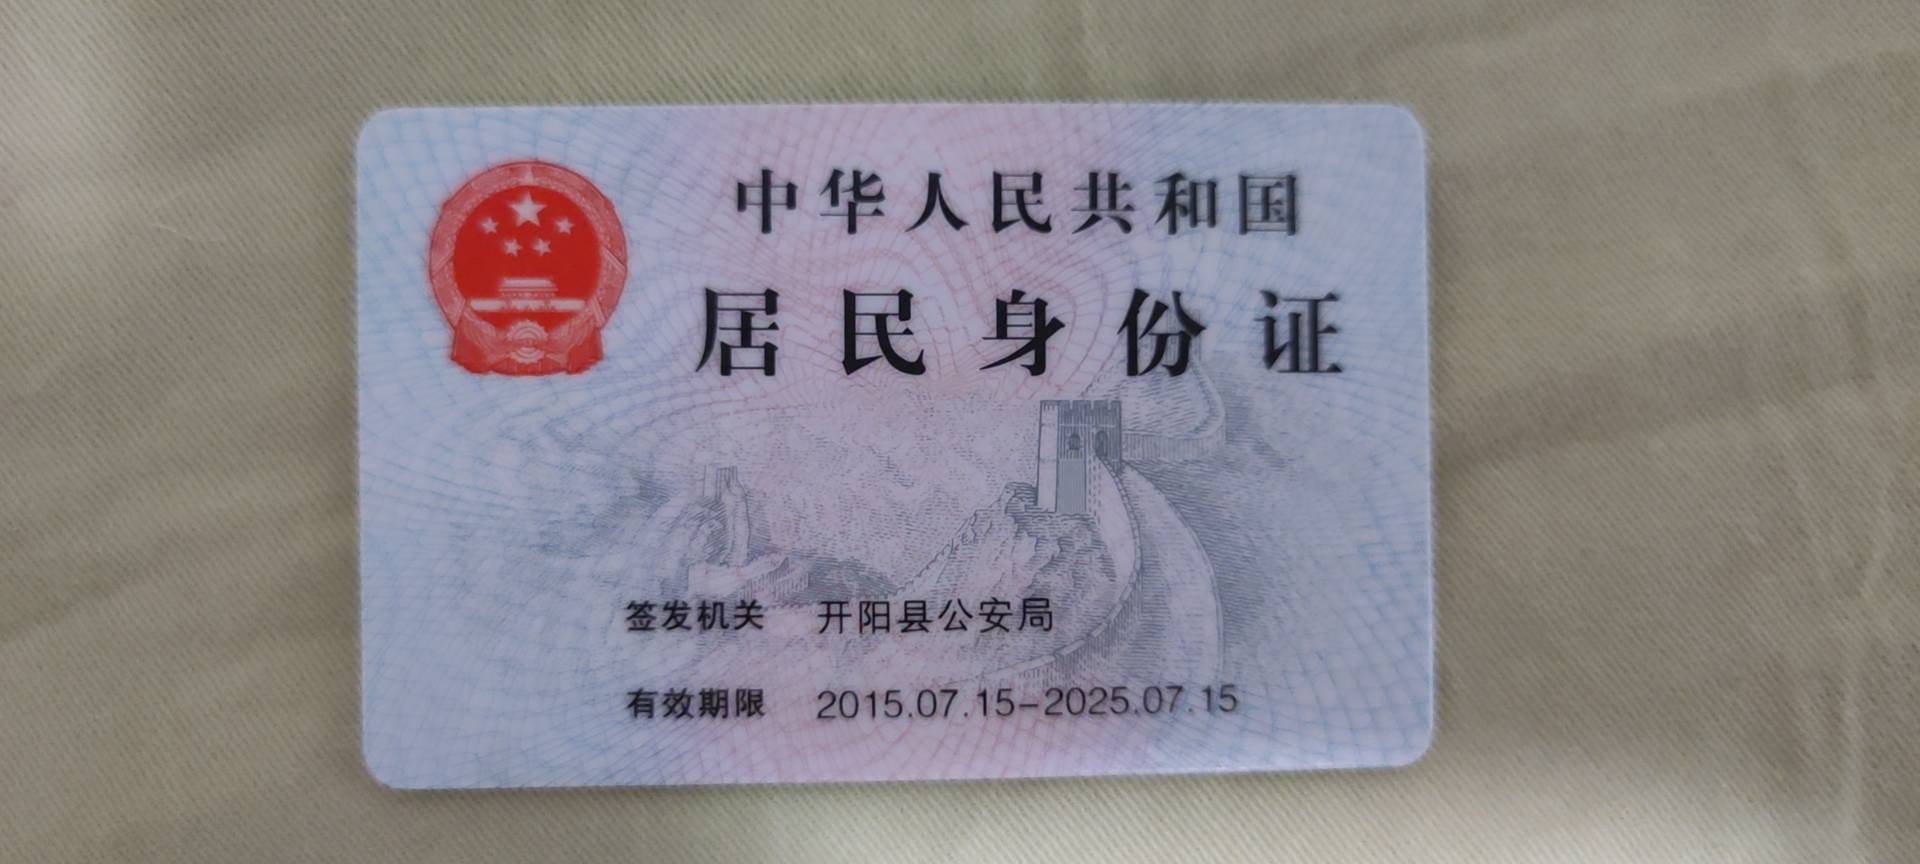 中华人民共和国
居民身份证
签发机关 开阳县公安局
有效期限 2015.07.15-2025.07.15